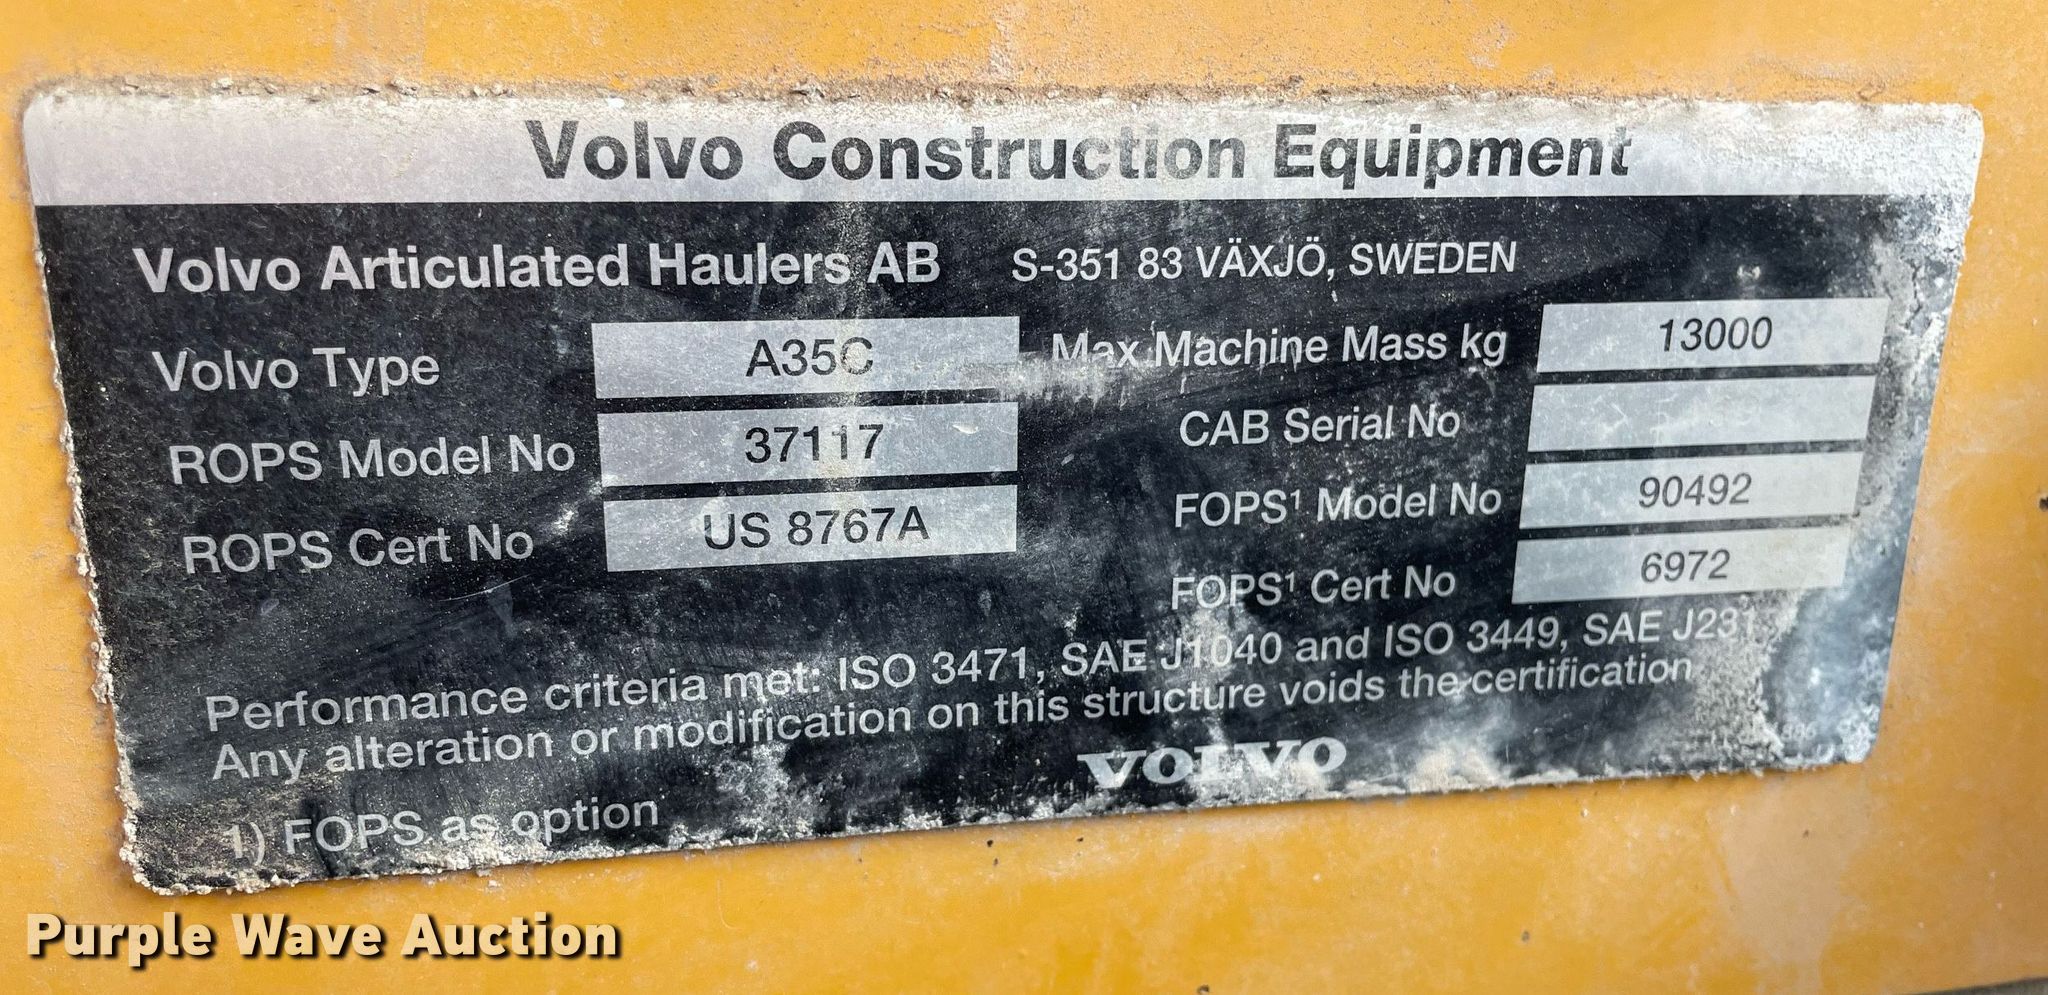 Volvo Construction Equipment
Volvo Articulated Haulers AB S-351 83 VÄXJÖ, SWEDEN
Volvo Type A35C Max Machine Mass kg 13000
ROPS Model No 37117 CAB Serial No
ROPS Cert No US 8767A FOPS¹ Model No 90492
FOPS¹ Cert No 6972
Performance criteria met: ISO 3471, SAE J1040 and ISO 3449, SAE J231
Any alteration or modification on this structure voids the certification
VOLVO
1) FOPS as option
Purple Wave Auction